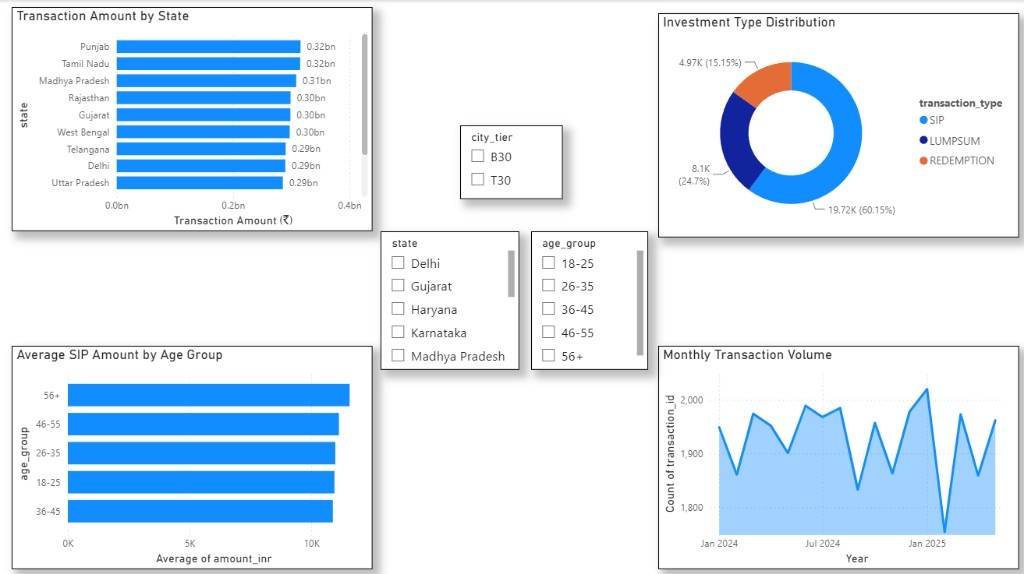 Transaction Amount by State
state
Punjab 0.32bn
Tamil Nadu 0.32bn
Madhya Pradesh 0.31bn
Rajasthan 0.30bn
Gujarat 0.30bn
West Bengal 0.30bn
Telangana 0.29bn
Delhi 0.29bn
Uttar Pradesh 0.29bn
0.0bn 0.2bn 0.4bn
Transaction Amount (₹)
city_tier
B30
T30
Investment Type Distribution
4.97K (15.15%)
8.1K
(24.7%)
19.72K (60.15%)
transaction_type
SIP
LUMPSUM
REDEMPTION
state
Delhi
Gujarat
Haryana
Karnataka
Madhya Pradesh
age_group
18-25
26-35
36-45
46-55
56+
Average SIP Amount by Age Group
age_group
56+
46-55
26-35
18-25
36-45
0K 5K 10K
Average of amount_inr
Monthly Transaction Volume
Count of transaction_id
2,000
1,900
1,800
Jan 2024 Jul 2024 Jan 2025
Year